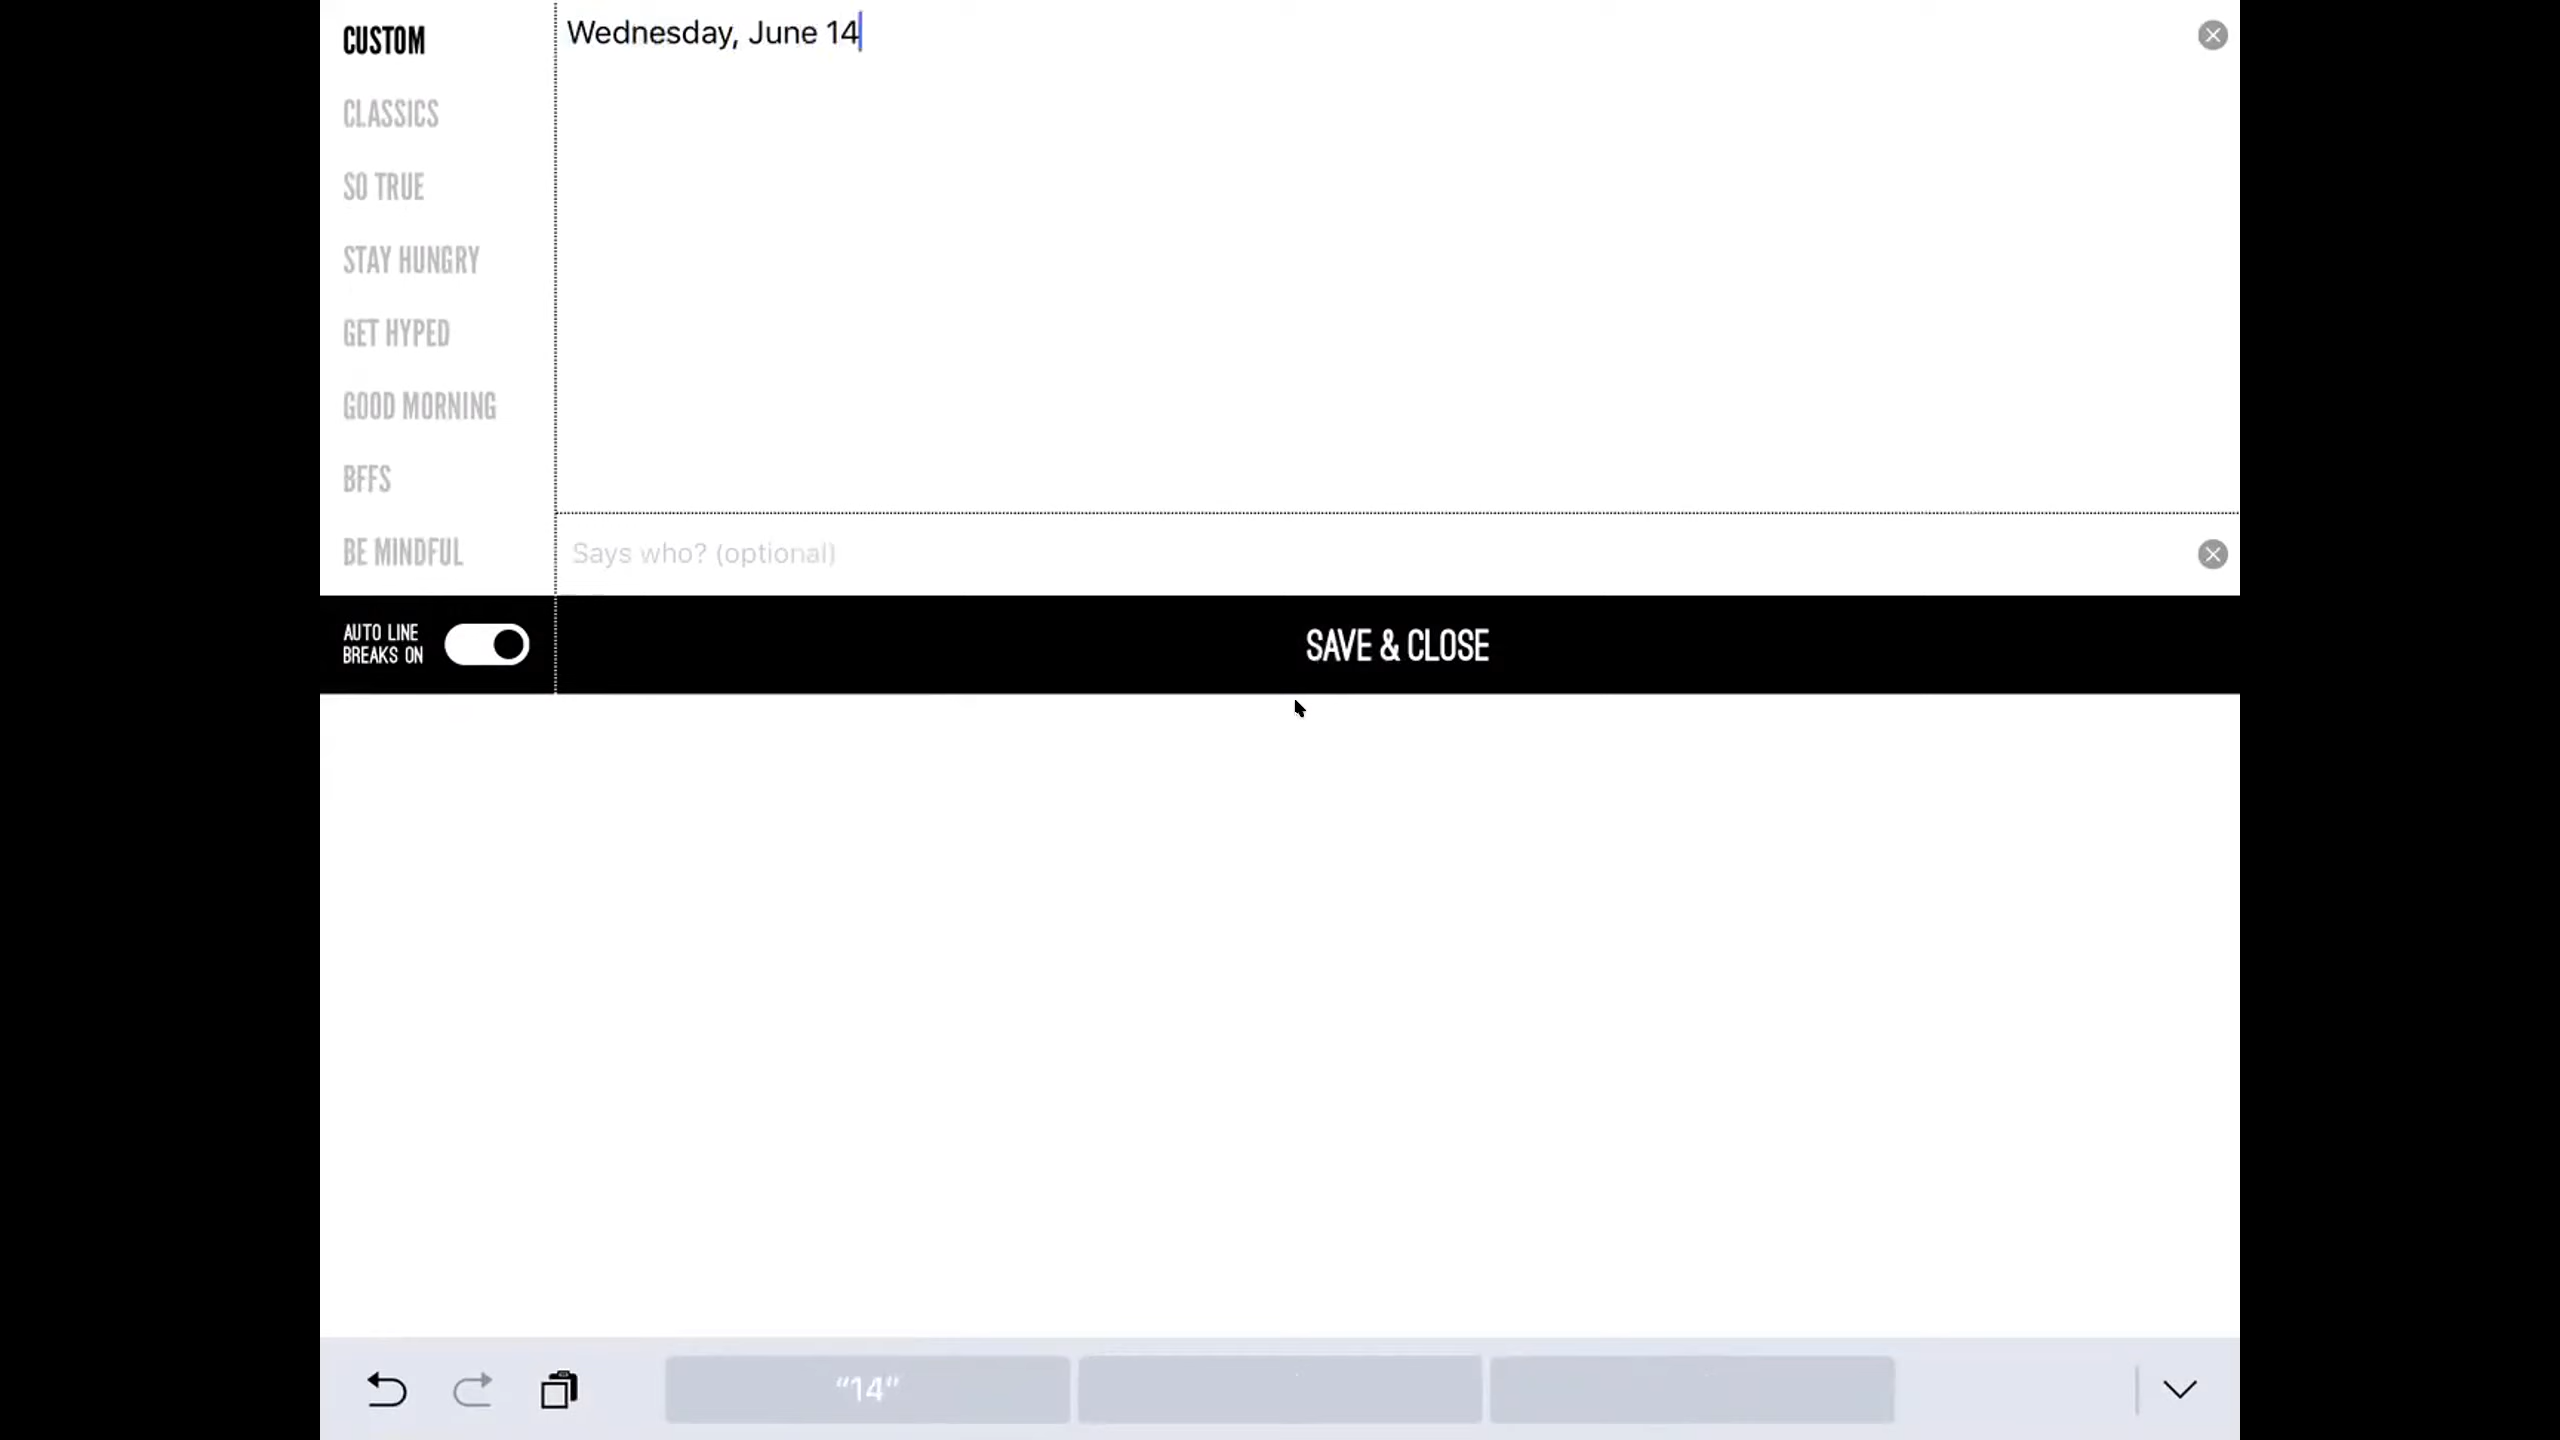 CUSTOM
Wednesday, June 14
CLASSICS
SO TRUE
STAY HUNGRY
GET HYPED
GOOD MORNING
BFFS
BE MINDFUL
Says who? (optional)
AUTO LINE
BREAKS ON
SAVE & CLOSE
“14”